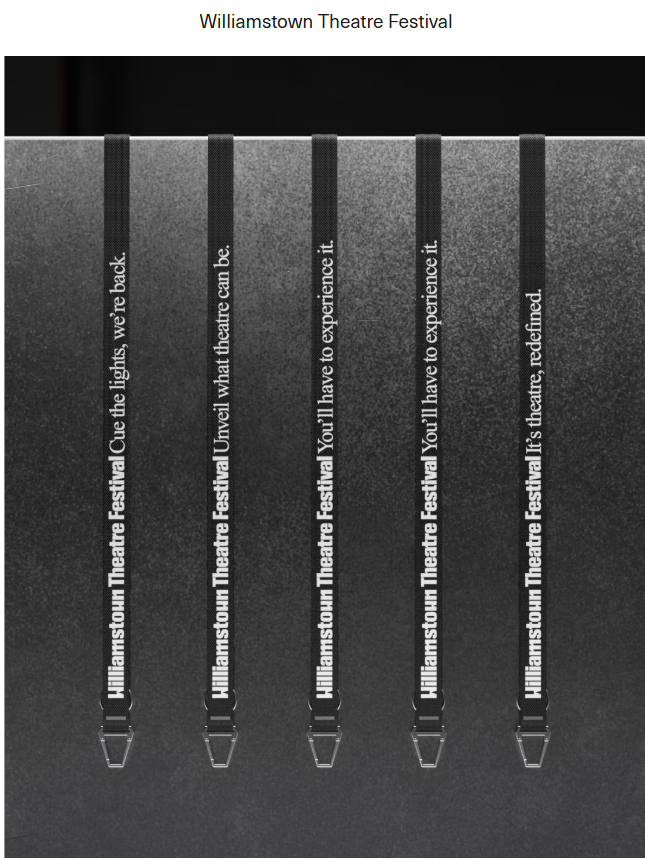 Williamstown Theatre Festival
Williamstown Theatre Festival Cue the lights, we're back.
Williamstown Theatre Festival Unveil what theatre can be.
Williamstown Theatre Festival You'll have to experience it.
Williamstown Theatre Festival You'll have to experience it.
Williamstown Theatre Festival It's theatre, redefined.